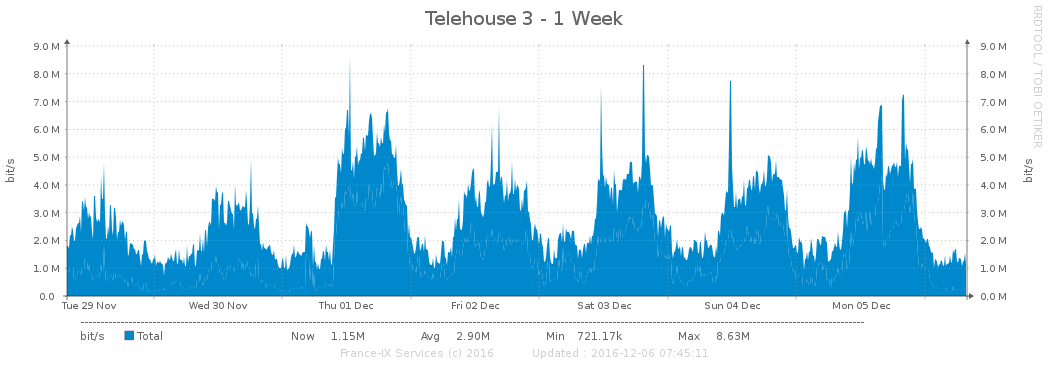 Telehouse 3 - 1 Week
RRDTOOL / TOBI OETIKER
bit/s
9.0 M 9.0 M
8.0 M 8.0 M
7.0 M 7.0 M
6.0 M 6.0 M
5.0 M 5.0 M
4.0 M 4.0 M
3.0 M 3.0 M
2.0 M 2.0 M
1.0 M 1.0 M
0.0 0.0 M
bit/s
Tue 29 Nov Wed 30 Nov Thu 01 Dec Fri 02 Dec Sat 03 Dec Sun 04 Dec Mon 05 Dec
bit/s Total Now 1.15M Avg 2.90M Min 721.17k Max 8.63M
France-IX Services (c) 2016 Updated : 2016-12-06 07:45:11